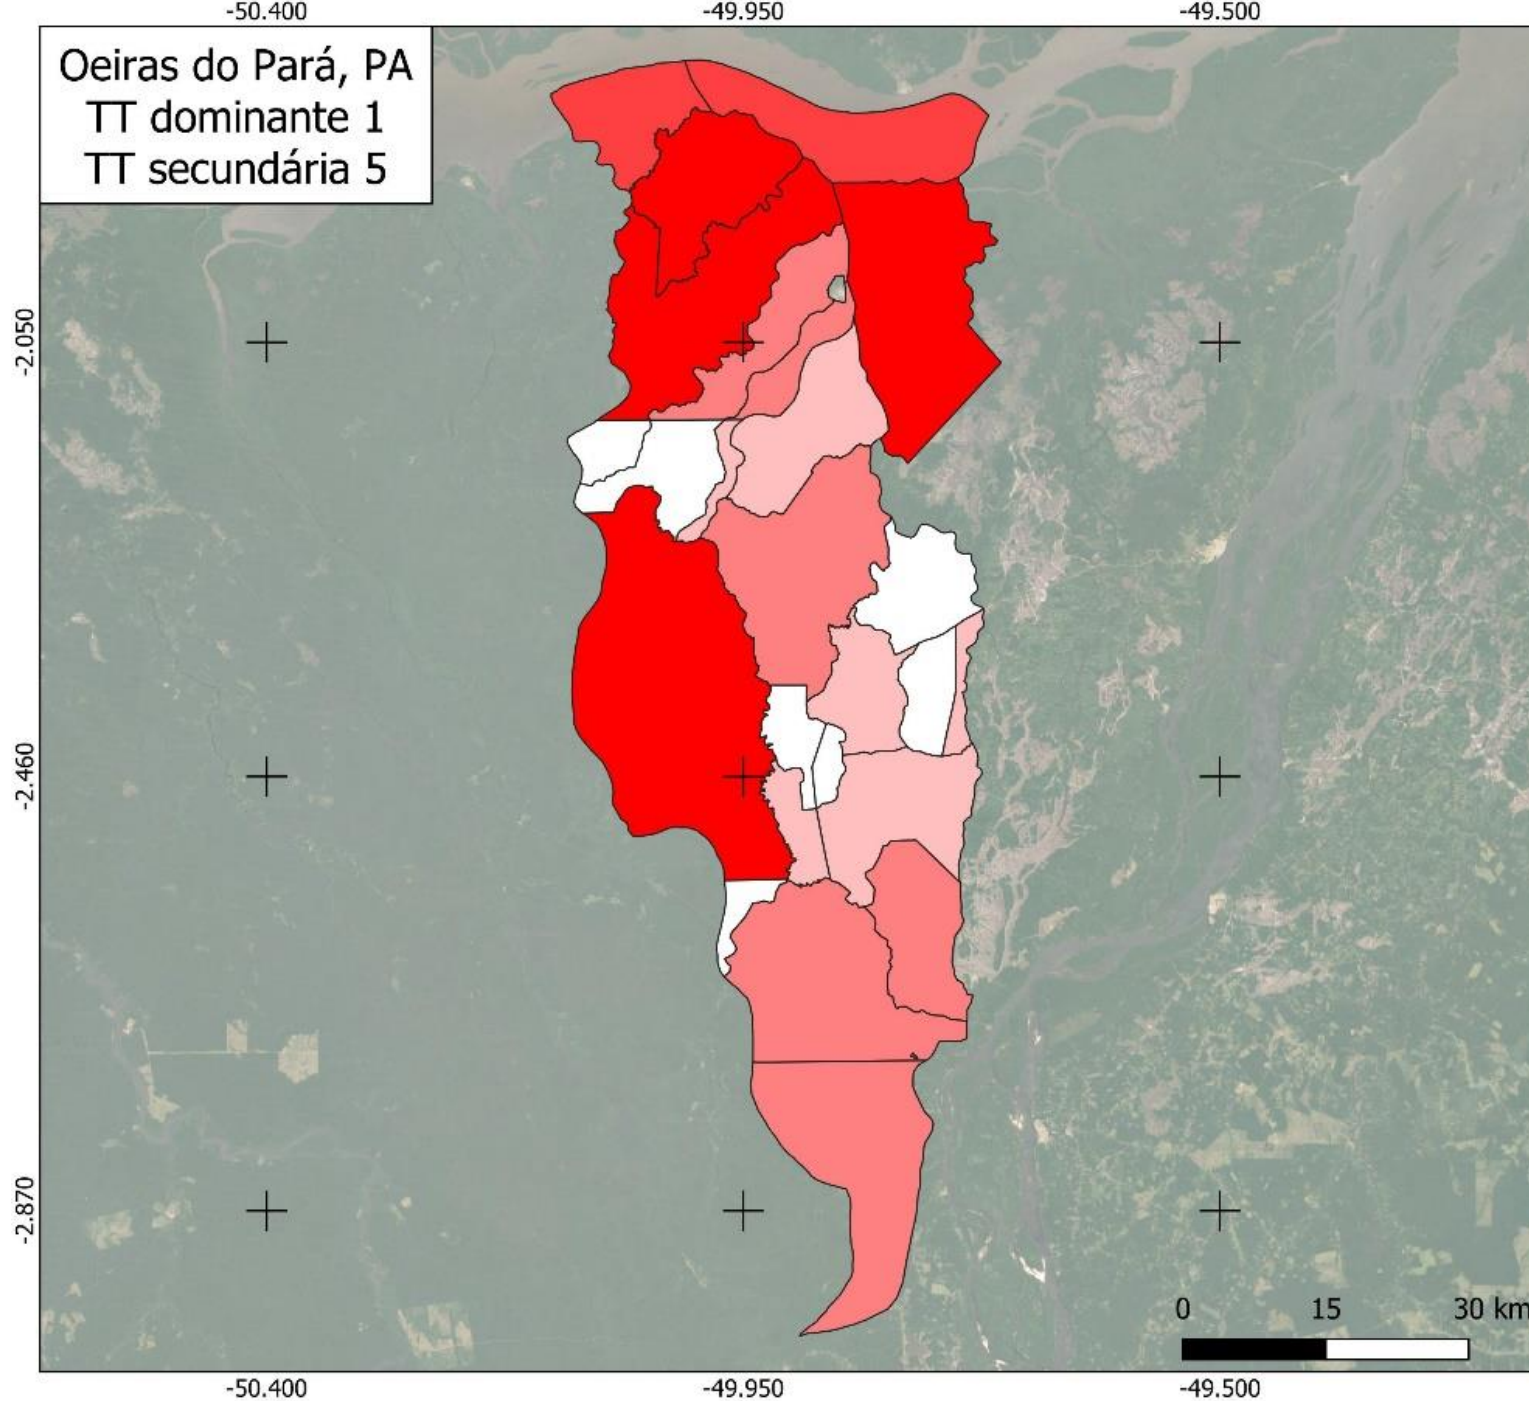 -50.400 -49.950 -49.500
Oeiras do Pará, PA
TT dominante 1
TT secundária 5
-2.050
-2.460
-2.870
0 15 30 km
-50.400 -49.950 -49.500